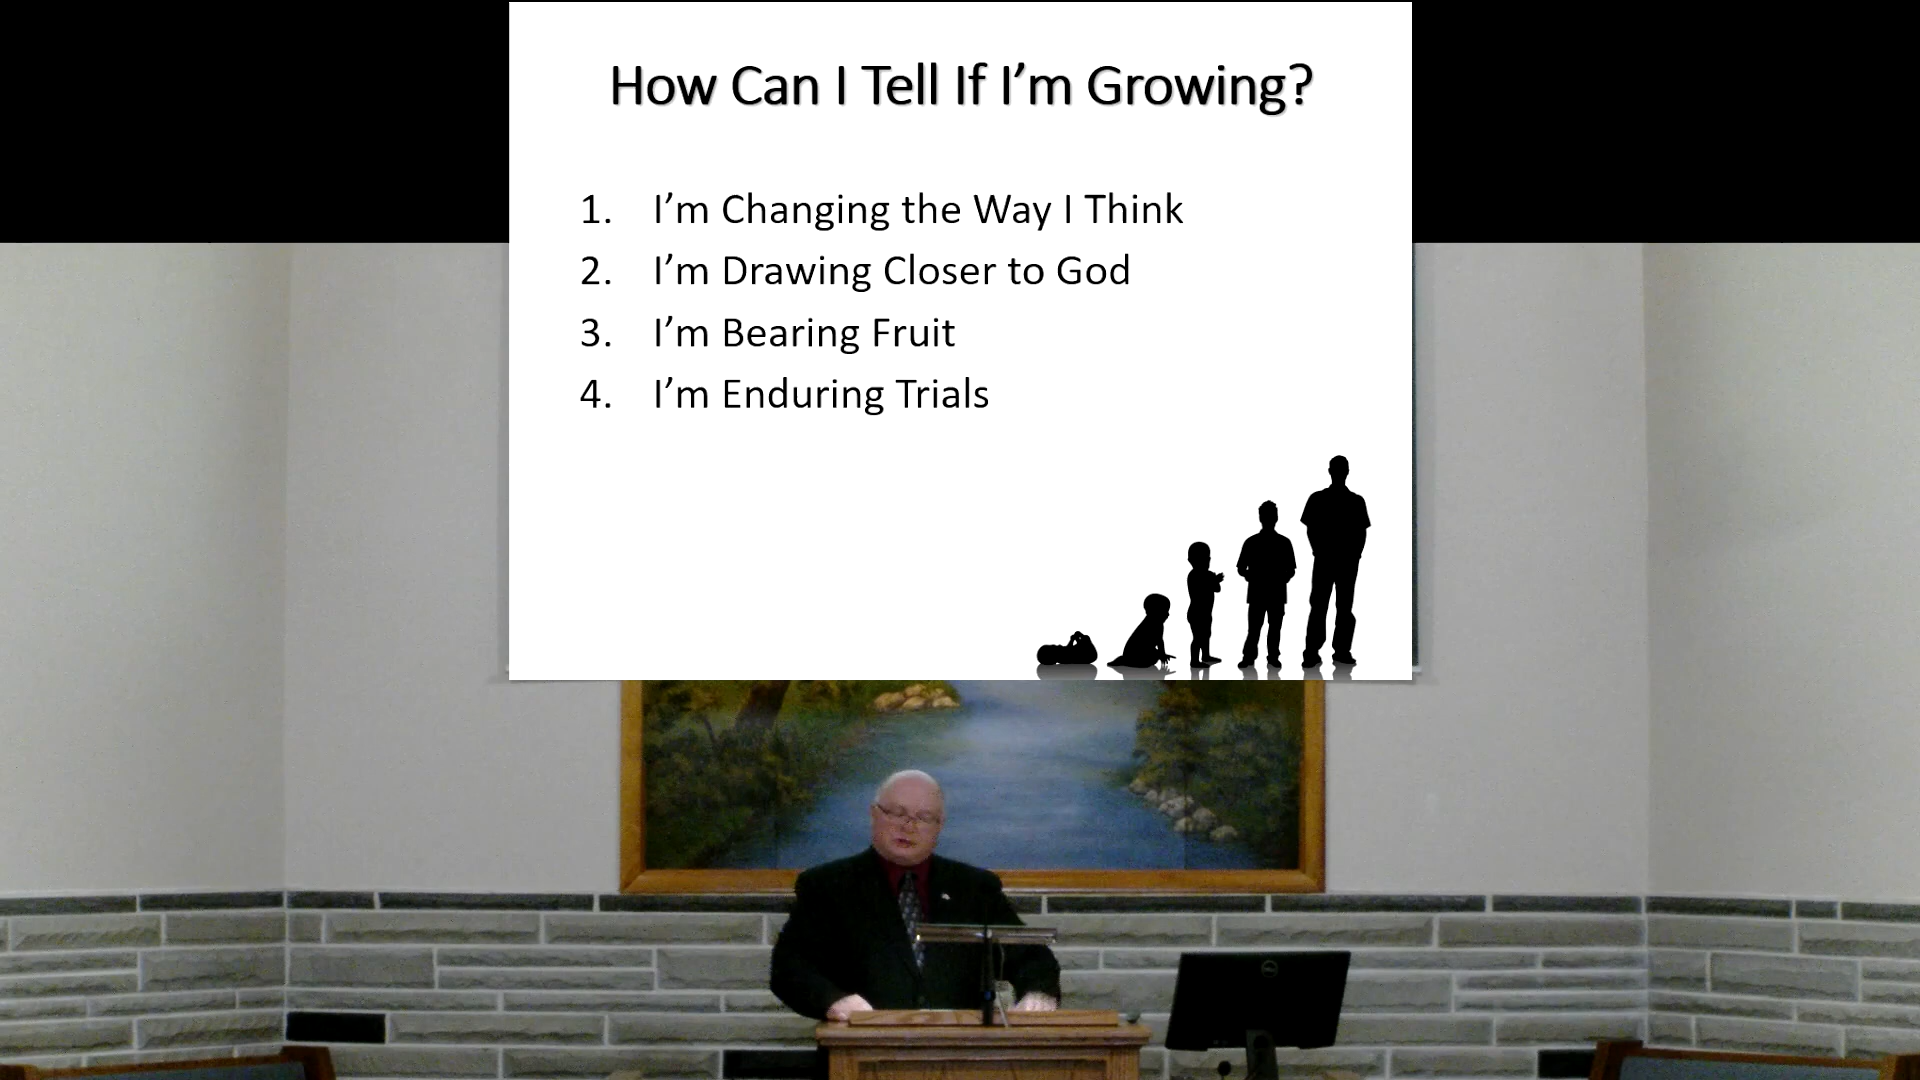 How Can I Tell If I’m Growing?
1. I’m Changing the Way I Think
2. I’m Drawing Closer to God
3. I’m Bearing Fruit
4. I’m Enduring Trials
DELL